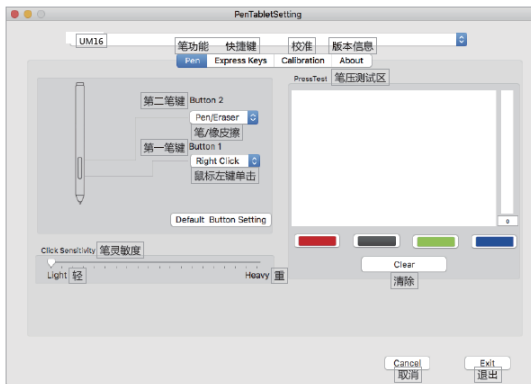 PenTabletSetting
UM16
笔功能 快捷键 校准 版本信息
Pen Express Keys Calibration About
PressTest 笔压测试区
第二笔键 Button 2
Pen/Eraser
笔/橡皮擦
第一笔键 Button 1
Right Click
鼠标左键单击
Default Button Setting
0
Click Sensitivity 笔灵敏度
Light 轻 Heavy 重
Clear
清除
Cancel Exit
取消 退出